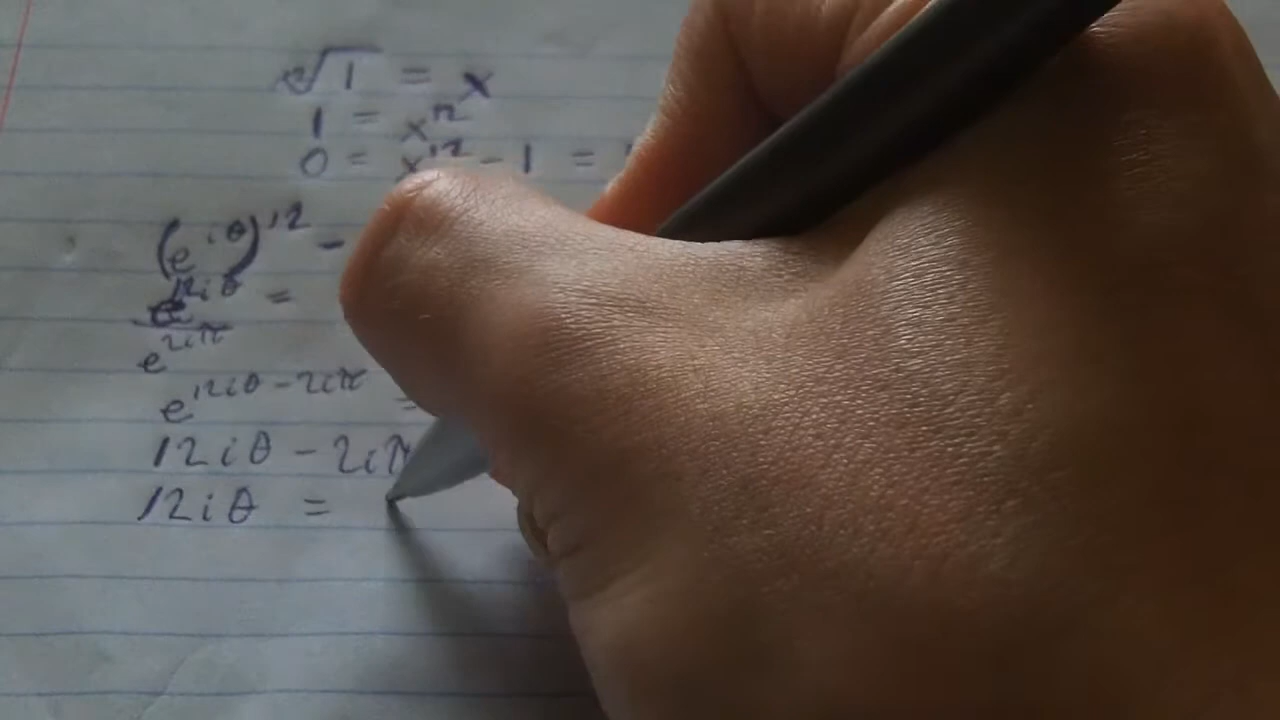 ⁿ√1 = x
1 = xⁿ
0 = x¹² - 1 =
(e^iθ)¹² -
e^12iθ =
e^2iπ
e^12iθ-2iπ =
12iθ - 2iπ
12iθ =